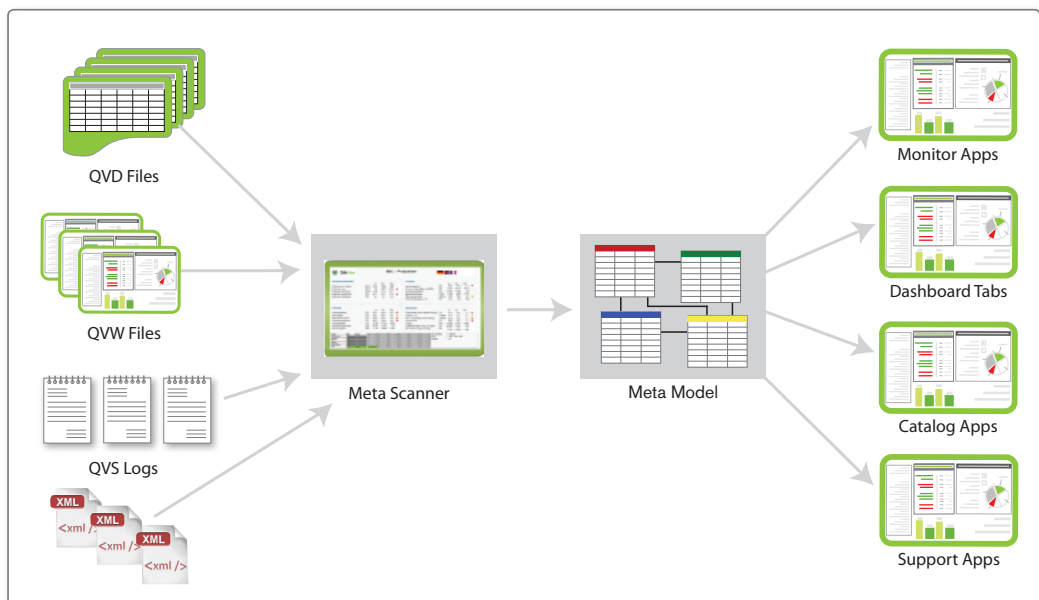 QVD Files
QVW Files
QVS Logs
XML
<xml />
XML
<xml />
XML
<xml />
Meta Scanner
Meta Model
Monitor Apps
Dashboard Tabs
Catalog Apps
Support Apps